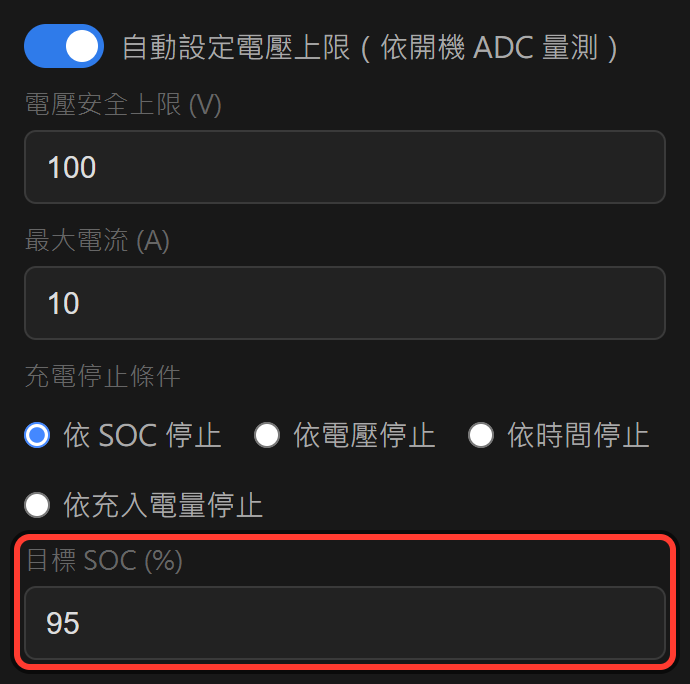 自動設定電壓上限（依開機 ADC 量測）
電壓安全上限 (V)
100
最大電流 (A)
10
充電停止條件
依 SOC 停止 依電壓停止 依時間停止
依充入電量停止
目標 SOC (%)
95